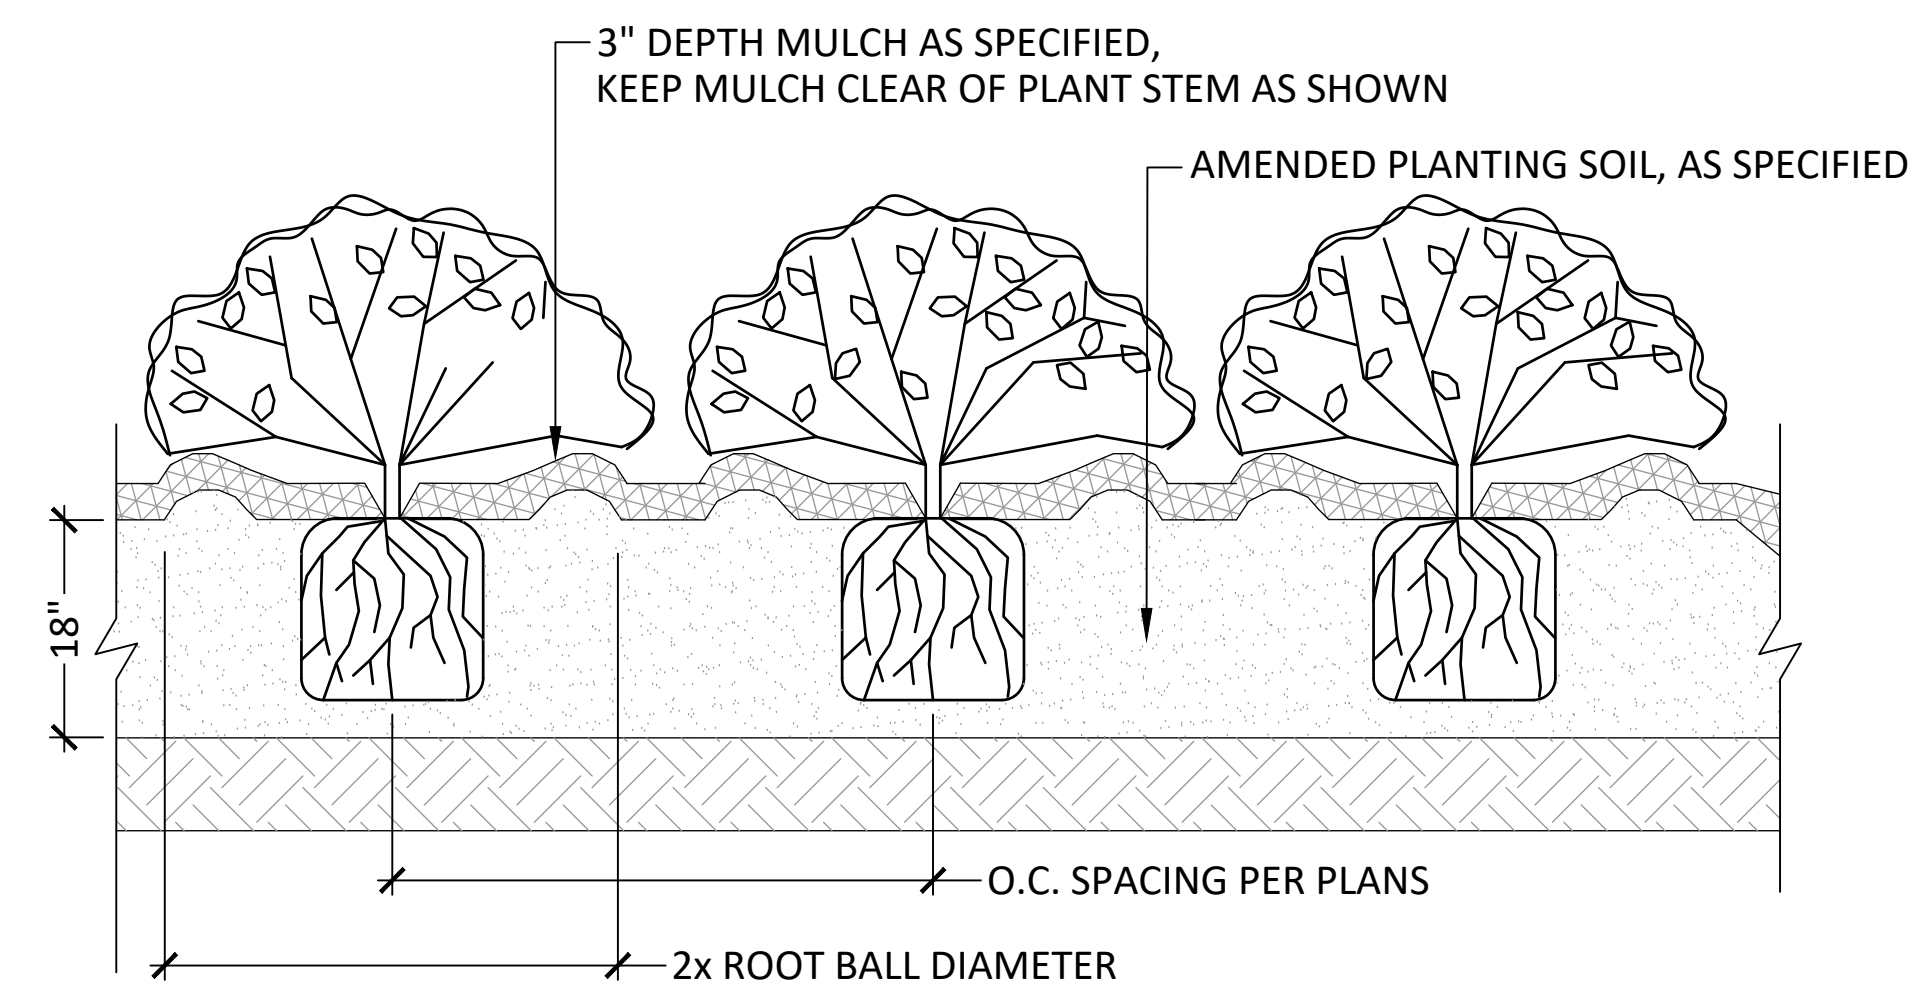 3" DEPTH MULCH AS SPECIFIED,
KEEP MULCH CLEAR OF PLANT STEM AS SHOWN
AMENDED PLANTING SOIL, AS SPECIFIED
18"
O.C. SPACING PER PLANS
2x ROOT BALL DIAMETER